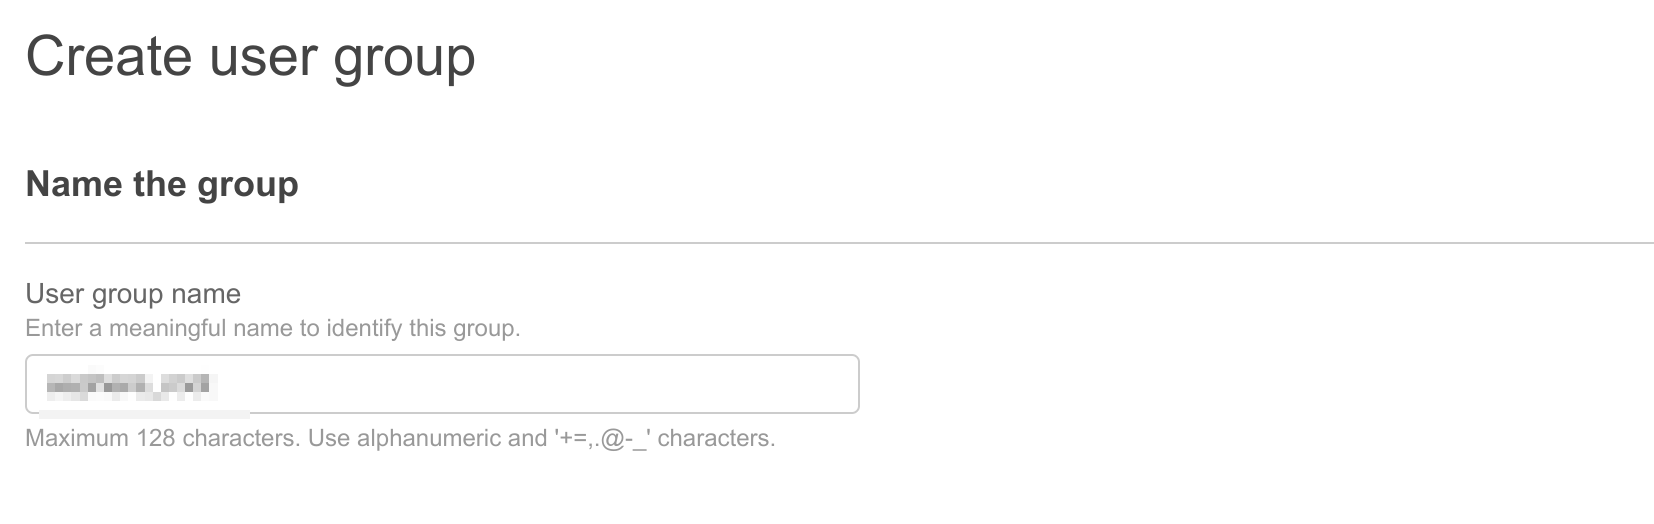 Create user group
Name the group
User group name
Enter a meaningful name to identify this group.
Maximum 128 characters. Use alphanumeric and '+=,.@-_' characters.